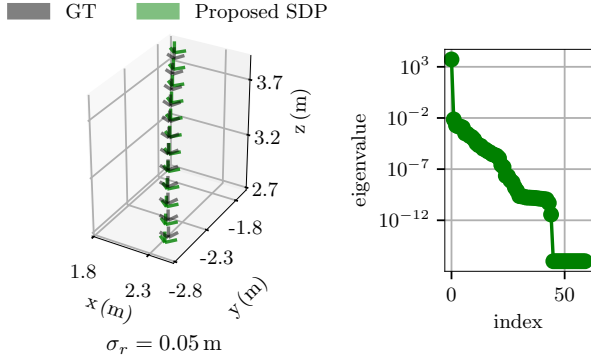 GT
Proposed SDP
3.7
3.2
2.7
z (m)
-1.8
-2.3
-2.8
y (m)
1.8
2.3
x (m)
σ_r = 0.05 m
10^3
10^{-2}
10^{-7}
10^{-12}
eigenvalue
0
50
index